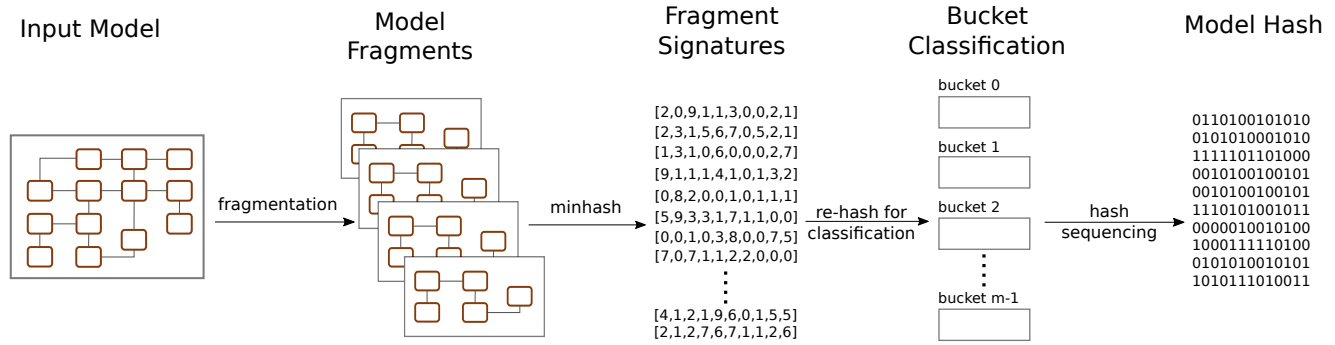 Input Model
Model
Fragments
Fragment
Signatures
Bucket
Classification
Model Hash
fragmentation
minhash
[2,0,9,1,1,3,0,0,2,1]
[2,3,1,5,6,7,0,5,2,1]
[1,3,1,0,6,0,0,0,2,7]
[9,1,1,1,4,1,0,1,3,2]
[0,8,2,0,0,1,0,1,1,1]
[5,9,3,3,1,7,1,1,0,0]
[0,0,1,0,3,8,0,0,7,5]
[7,0,7,1,1,2,2,0,0,0]
[4,1,2,1,9,6,0,1,5,5]
[2,1,2,7,6,7,1,1,2,6]
re-hash for
classification
bucket 0
bucket 1
bucket 2
bucket m-1
hash
sequencing
0110100101010
0101010001010
1111101101000
0010100100101
0010100100101
1110101001011
0000010010100
1000111110100
0101010010101
1010111010011